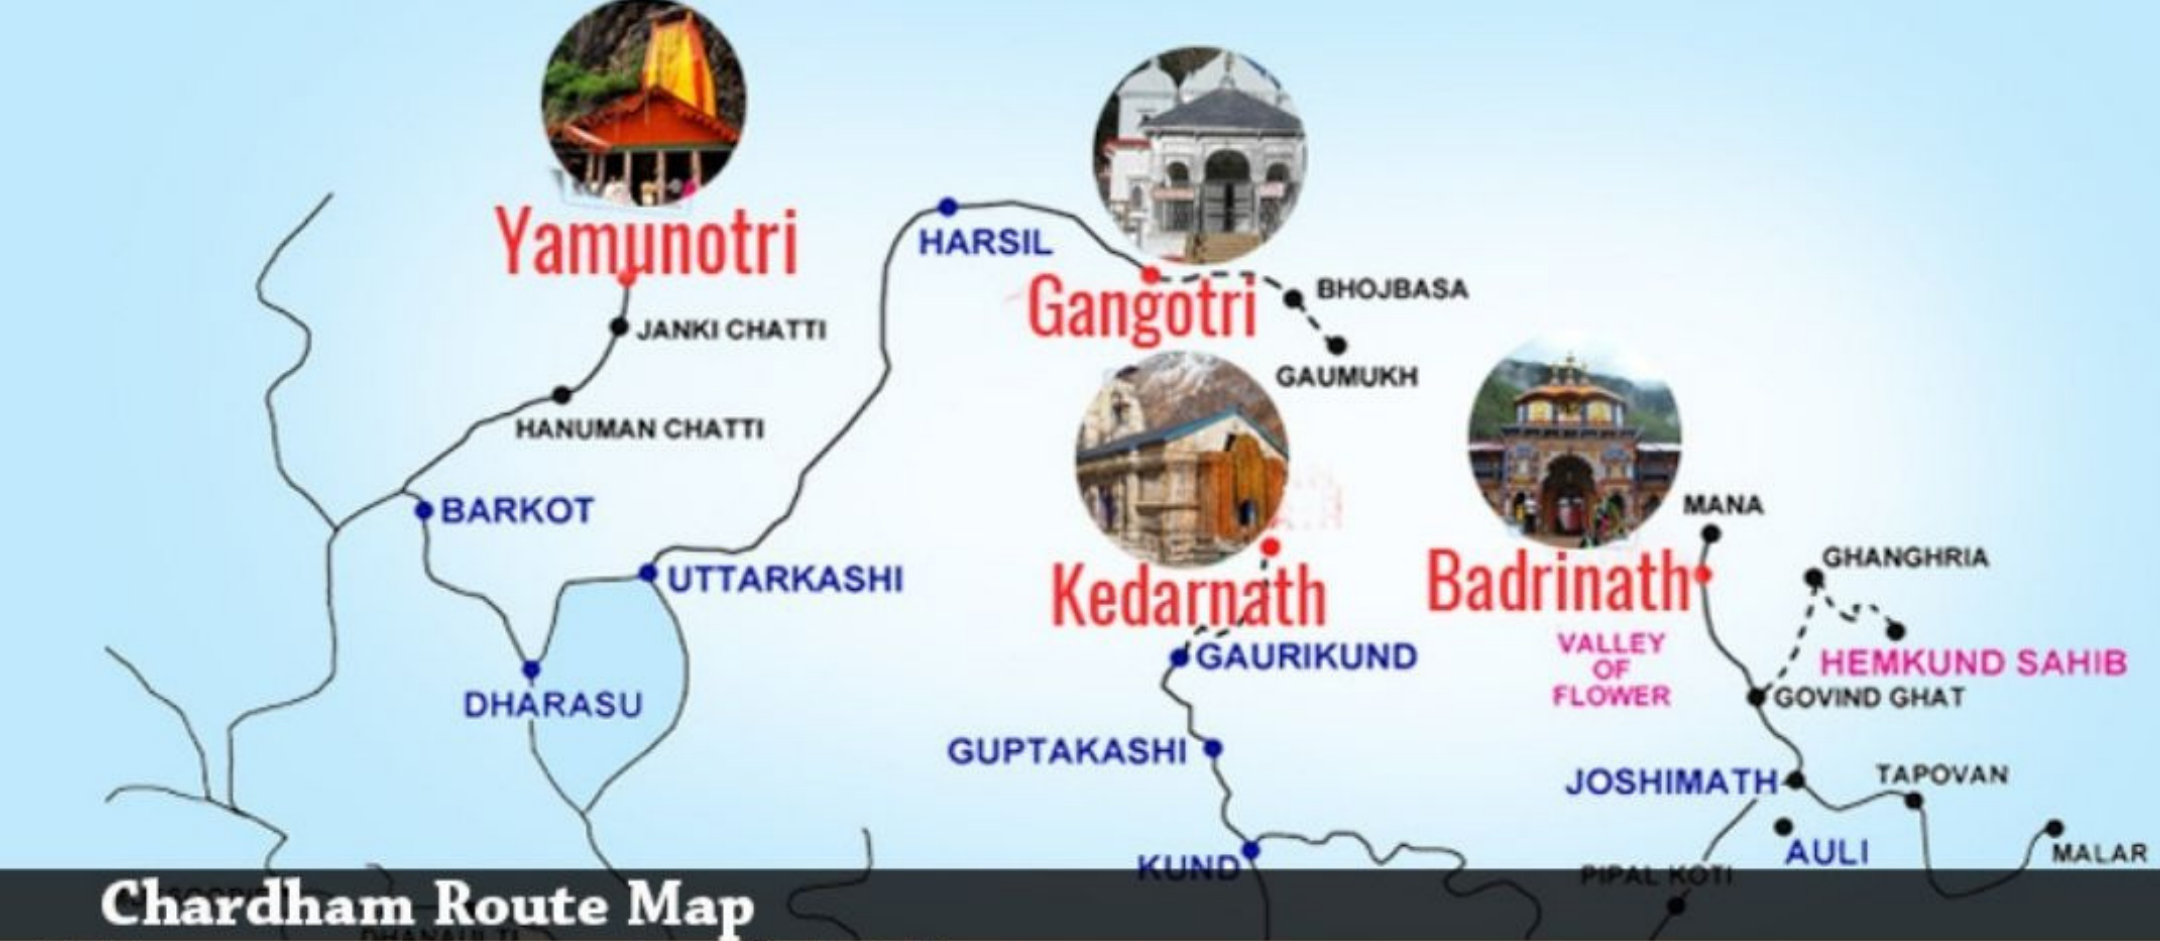 Yamunotri
HARSIL
Gangotri
BHOJBASA
JANKI CHATTI
GAUMUKH
HANUMAN CHATTI
BARKOT
MANA
UTTARKASHI
Kedarnath
Badrinath
GHANGHRIA
GAURIKUND
VALLEY
OF
FLOWER
HEMKUND SAHIB
DHARASU
GOVIND GHAT
GUPTAKASHI
JOSHIMATH
TAPOVAN
AULI
MALAR
KUND
PIPAL KOTI
Chardham Route Map
DHANAULTI